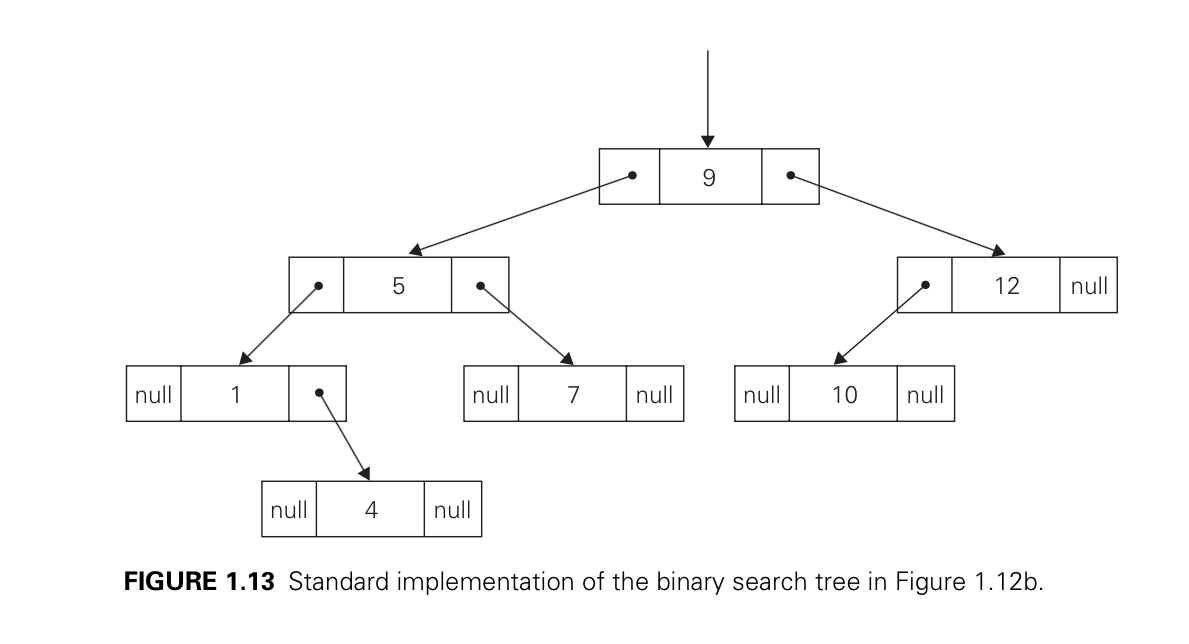 9
5
12 null
null 1
null 7 null
null 10 null
null 4 null
FIGURE 1.13 Standard implementation of the binary search tree in Figure 1.12b.